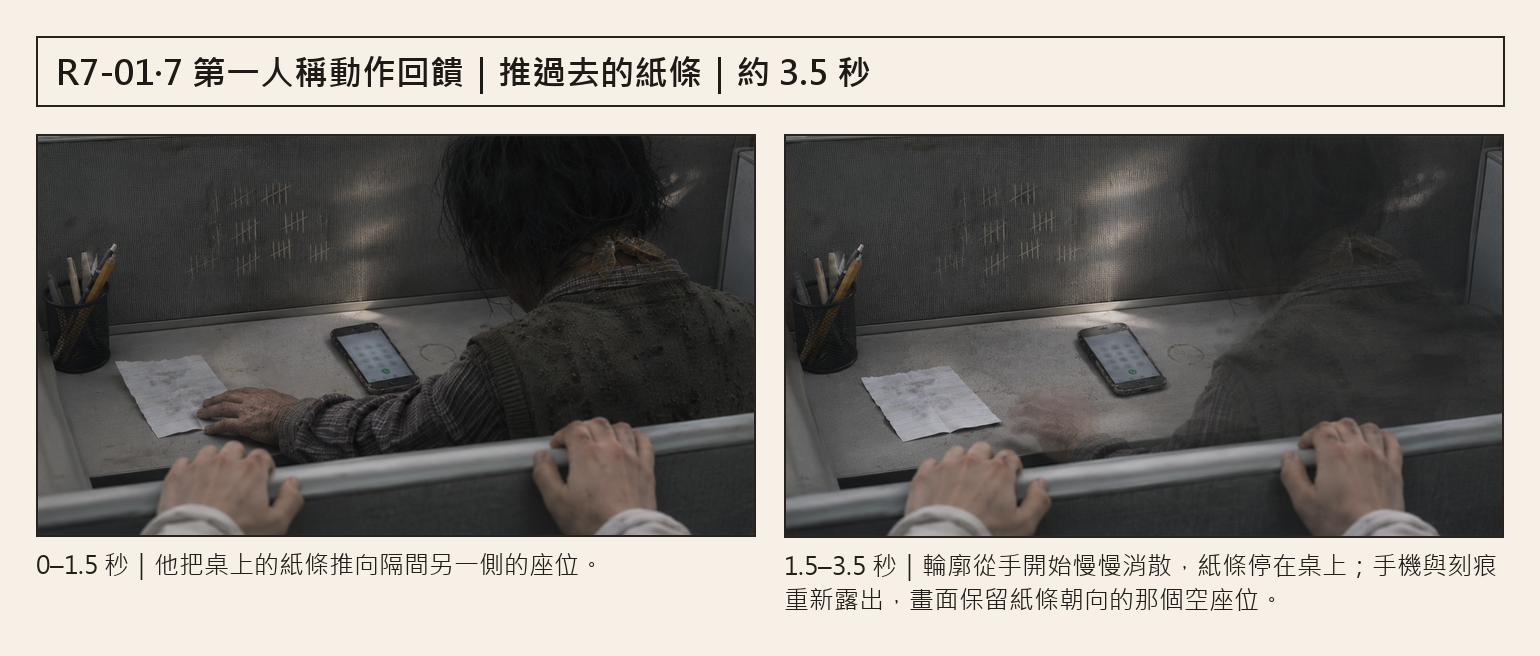 R7-01·7 第一人稱動作回饋｜推過去的紙條｜約 3.5 秒
0–1.5 秒｜他把桌上的紙條推向隔間另一側的座位。
1.5–3.5 秒｜輪廓從手開始慢慢消散，紙條停在桌上；手機與刻痕
重新露出，畫面保留紙條朝向的那個空座位。